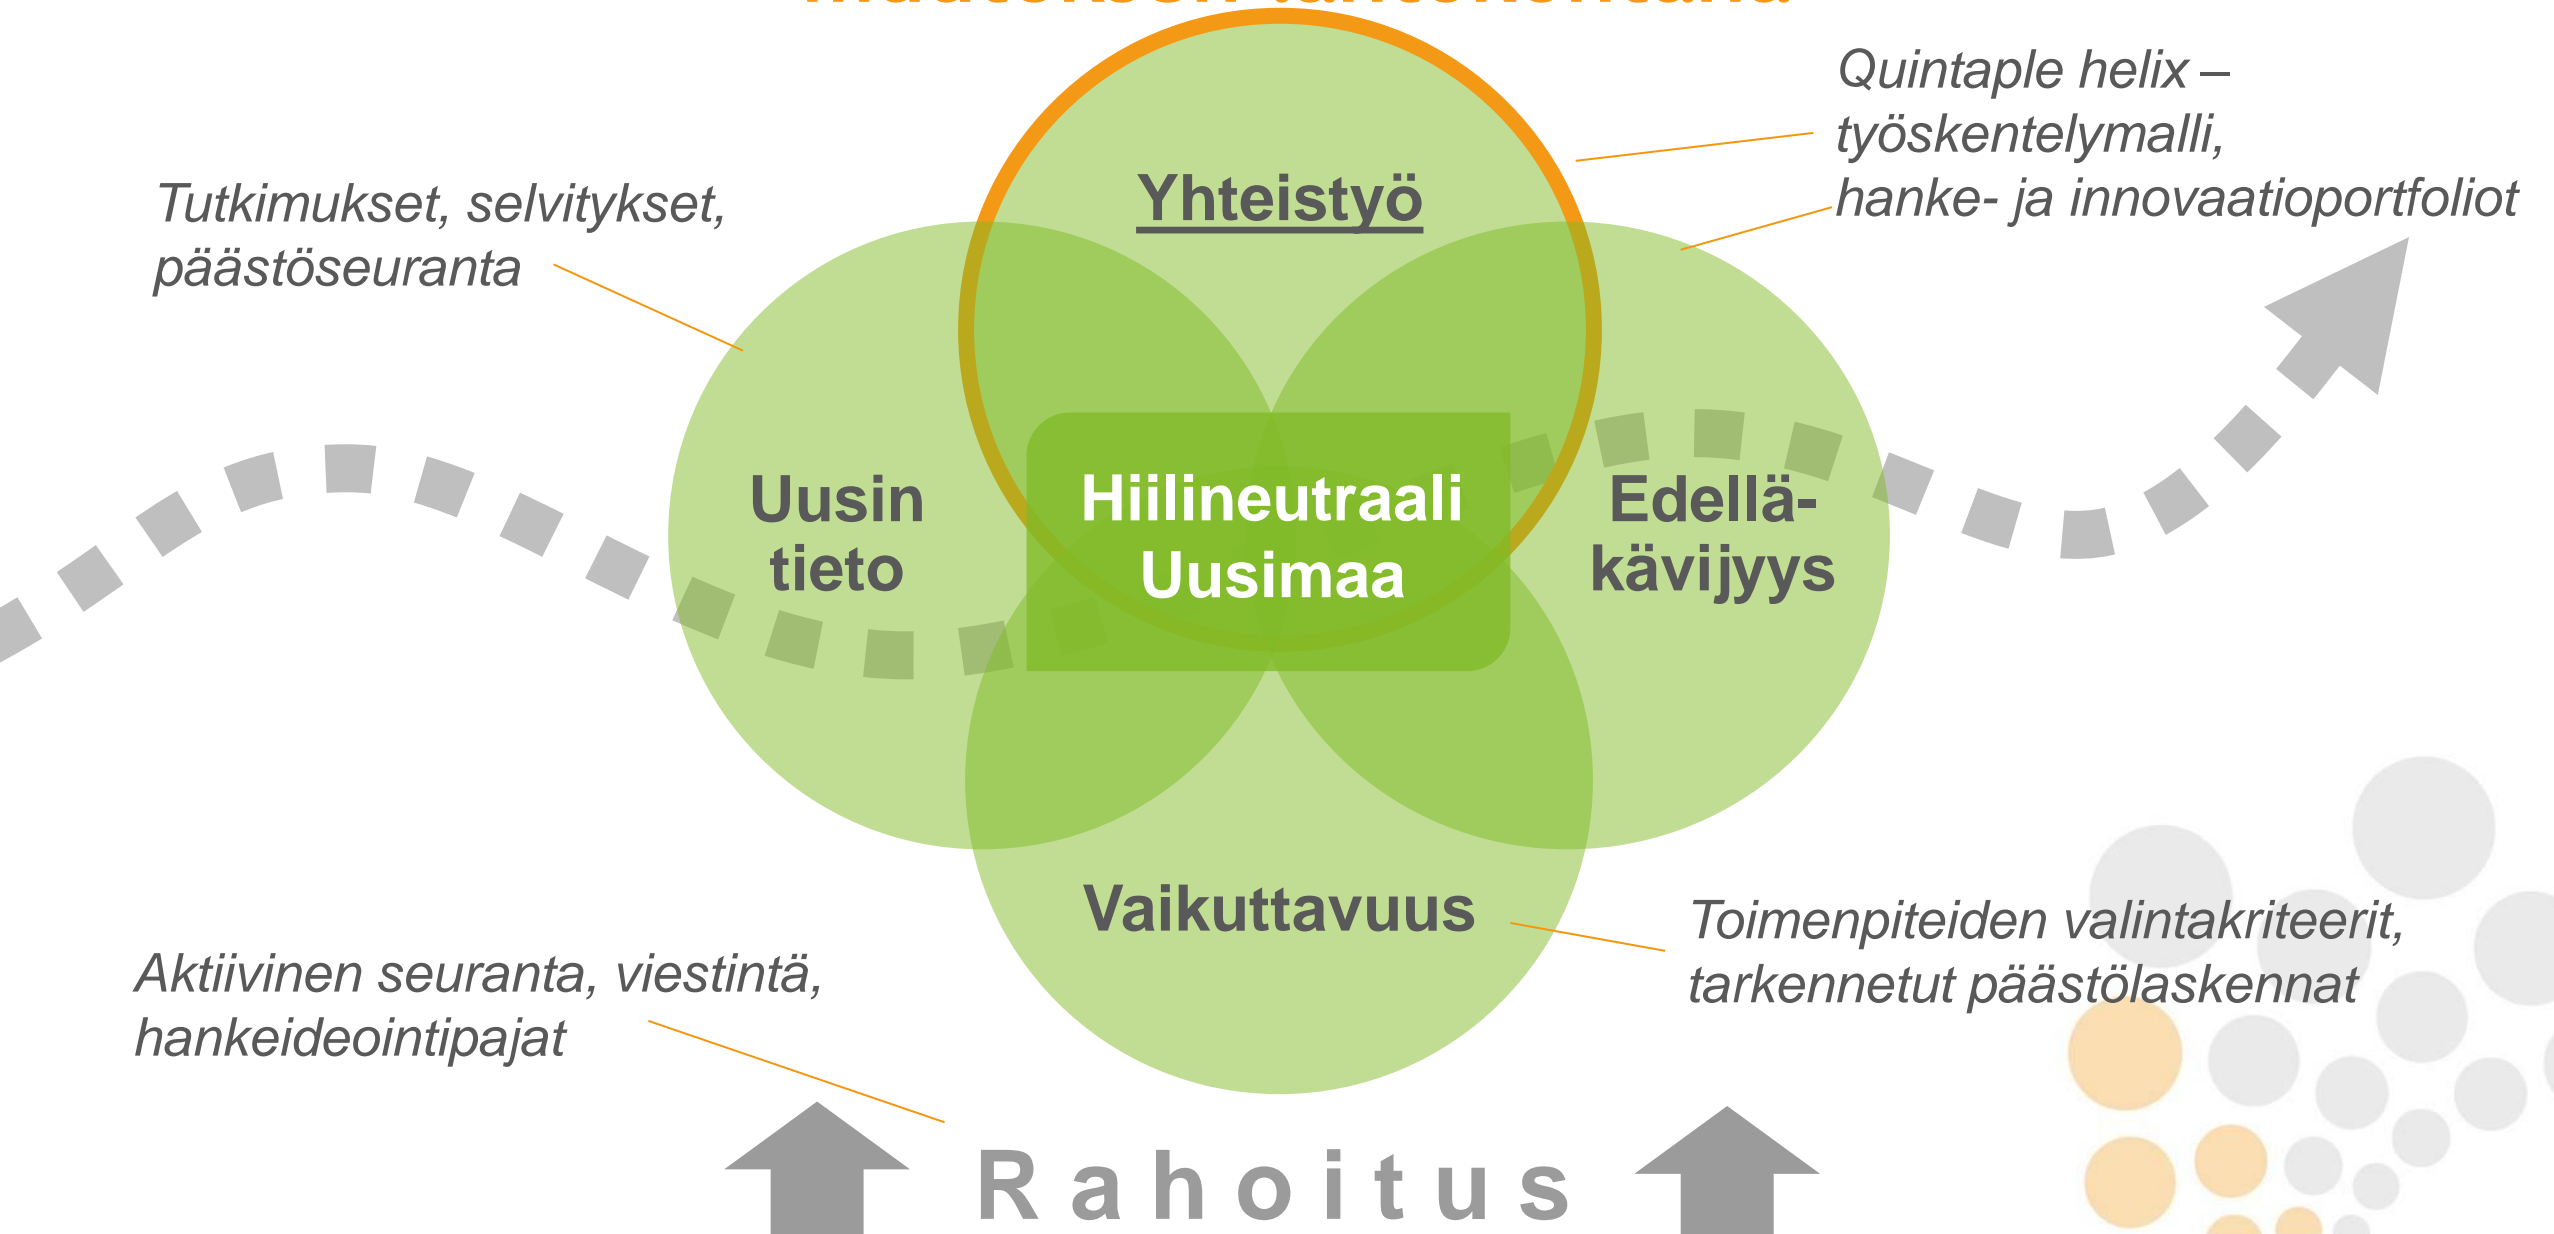 Quintaple helix –
työskentelymalli,
hanke- ja innovaatioportfoliot
Yhteistyö
Tutkimukset, selvitykset,
päästöseuranta
Uusin
tieto
Hiilineutraali
Uusimaa
Edellä-
kävijyys
Vaikuttavuus
Toimenpiteiden valintakriteerit,
tarkennetut päästölaskennat
Aktiivinen seuranta, viestintä,
hankeideointipajat
Rahoitus